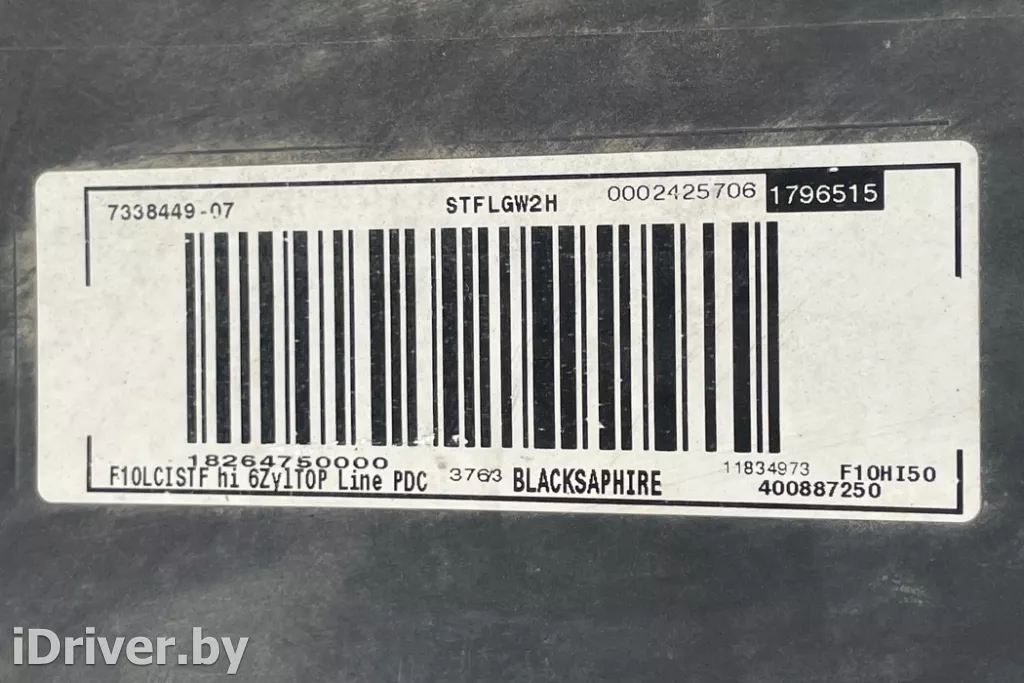 7338449-07 STFLGW2H 0002425706 1796515
18264750000
F10LCISTF hi 6ZylTOP Line PDC 3763 BLACKSAPHIRE 11834973 F10HI50
400887250
iDriver.by